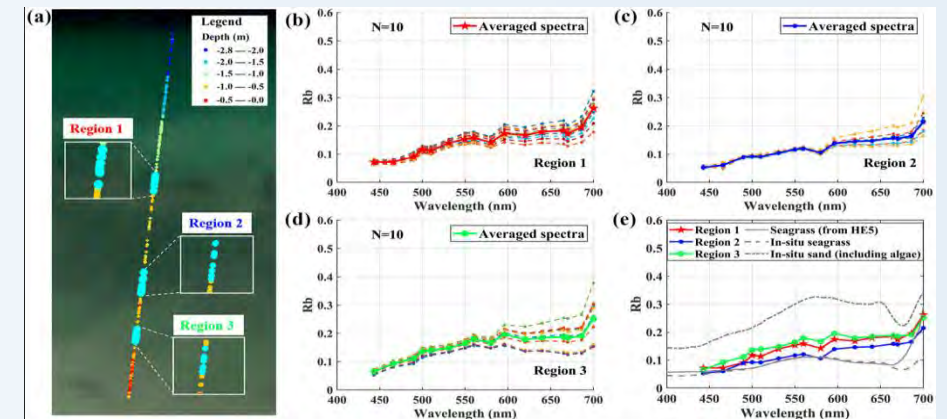 (a)
Legend
Depth (m)
-2.8 — -2.0
-2.0 — -1.5
-1.5 — -1.0
-1.0 — -0.5
-0.5 — -0.0
Region 1
Region 2
Region 3
(b)
N=10
Averaged spectra
Region 1
Rb
0.6
0.5
0.4
0.3
0.2
0.1
0
400 450 500 550 600 650 700
Wavelength (nm)
(c)
N=10
Averaged spectra
Region 2
Rb
0.6
0.5
0.4
0.3
0.2
0.1
0
400 450 500 550 600 650 700
Wavelength (nm)
(d)
N=10
Averaged spectra
Region 3
Rb
0.6
0.5
0.4
0.3
0.2
0.1
0
400 450 500 550 600 650 700
Wavelength (nm)
(e)
Region 1
Region 2
Region 3
Seagrass (from HE5)
In-situ seagrass
In-situ sand (including algae)
Rb
0.6
0.5
0.4
0.3
0.2
0.1
0
400 450 500 550 600 650 700
Wavelength (nm)